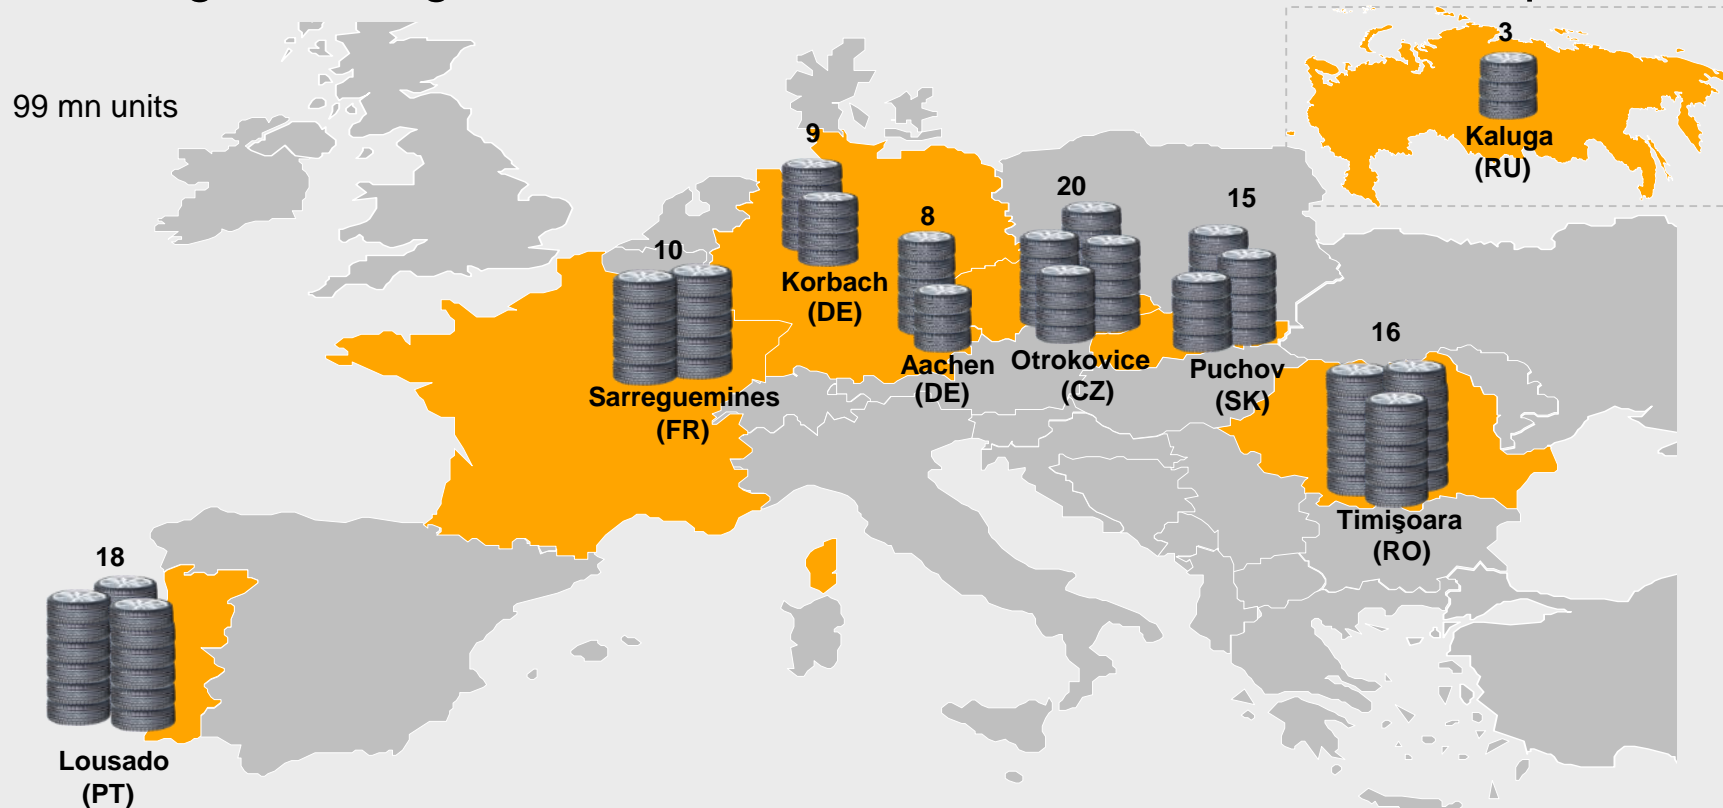 99 mn units
3
Kaluga
(RU)
9
Korbach
(DE)
8
Aachen
(DE)
20
Otrokovice
(CZ)
15
Puchov
(SK)
10
Sarreguemines
(FR)
16
Timişoara
(RO)
18
Lousado
(PT)